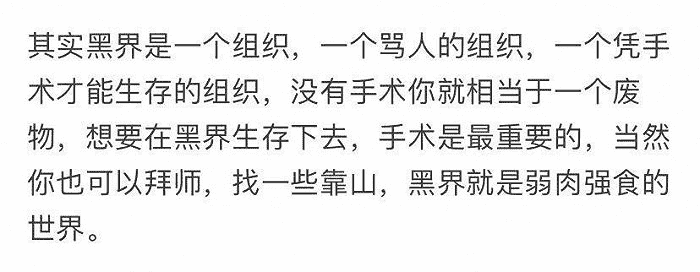 其实黑界是一个组织，一个骂人的组织，一个凭手
术才能生存的组织，没有手术你就相当于一个废
物，想要在黑界生存下去，手术是最重要的，当然
你也可以拜师，找一些靠山，黑界就是弱肉强食的
世界。